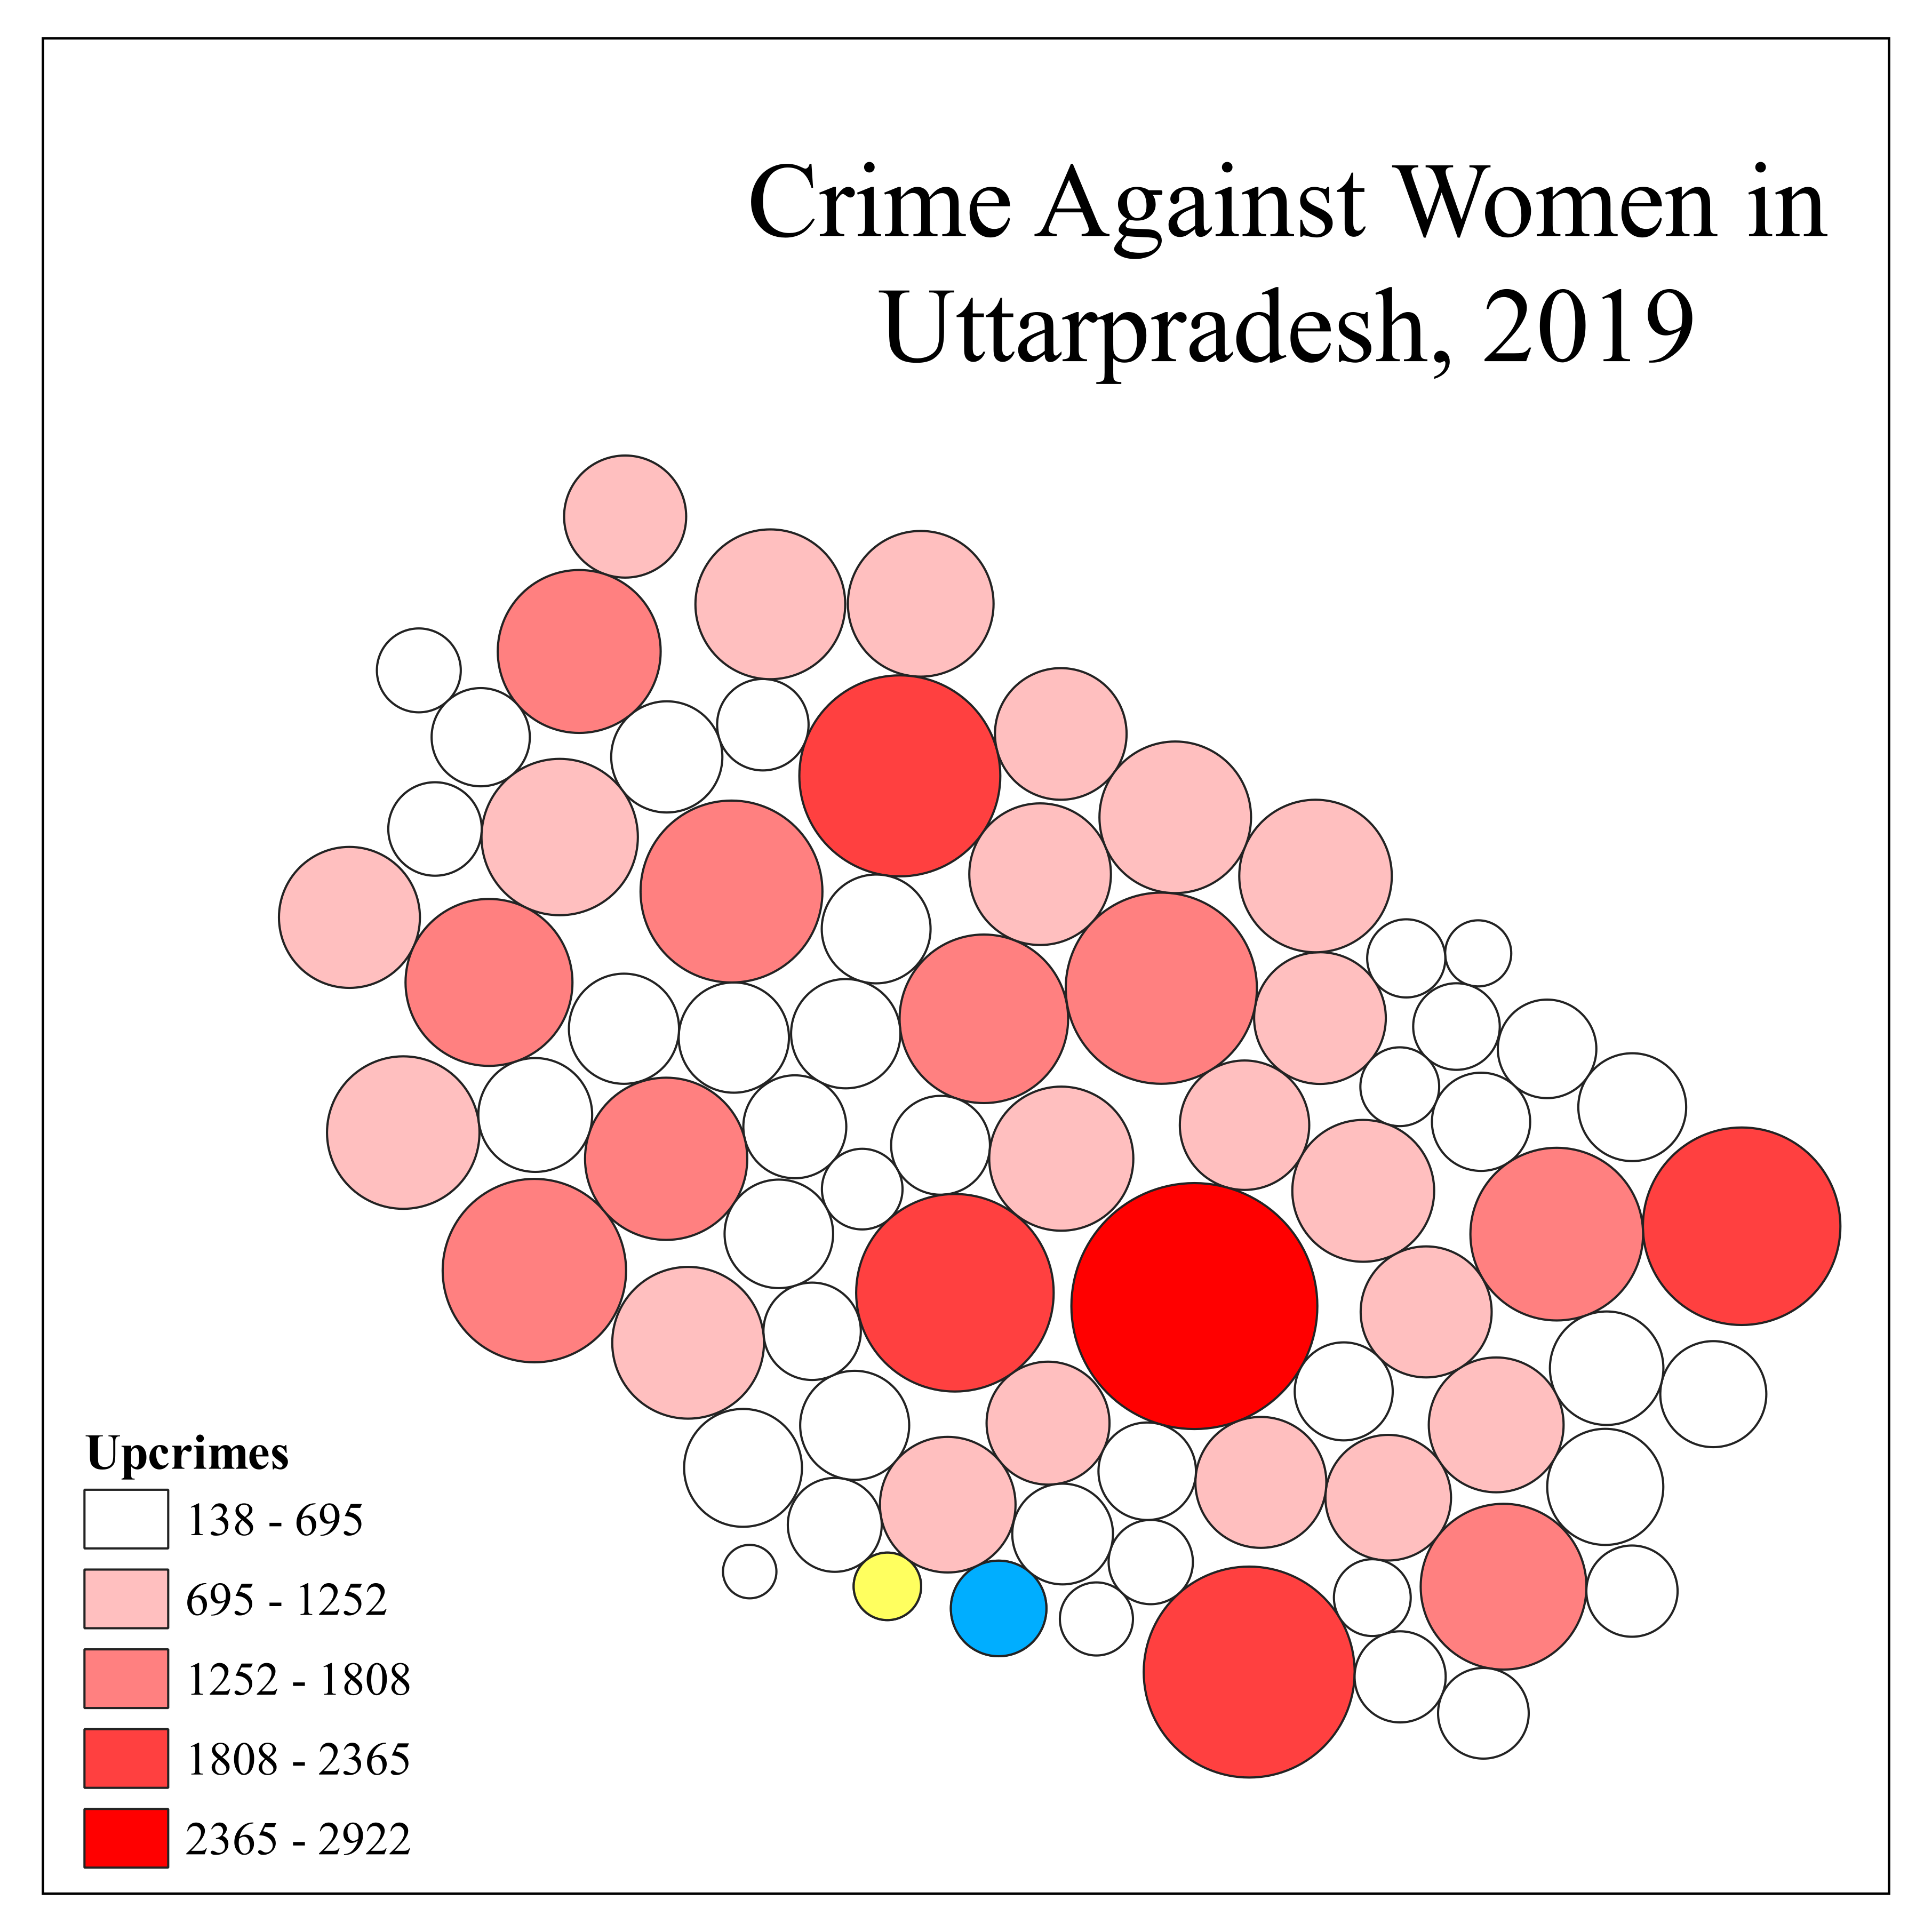 Crime Against Women in
Uttarpradesh, 2019
Upcrimes
138 - 695
695 - 1252
1252 - 1808
1808 - 2365
2365 - 2922